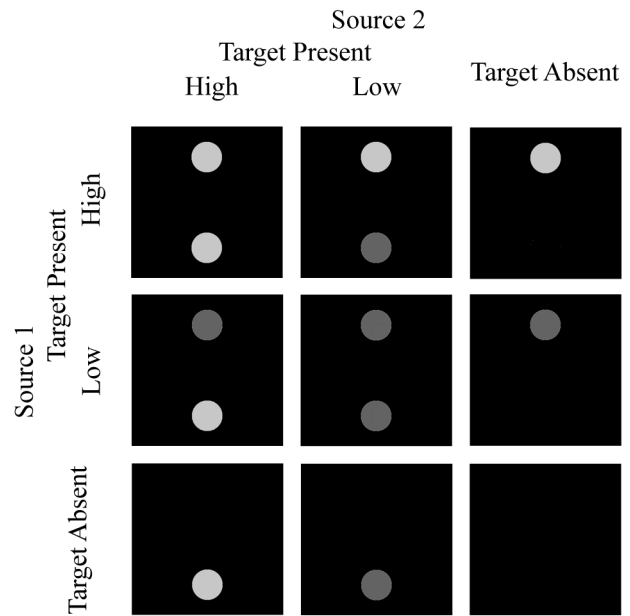 Source 2
Target Present
Target Absent
High
Low
Source 1
Target Present
High
Low
Target Absent